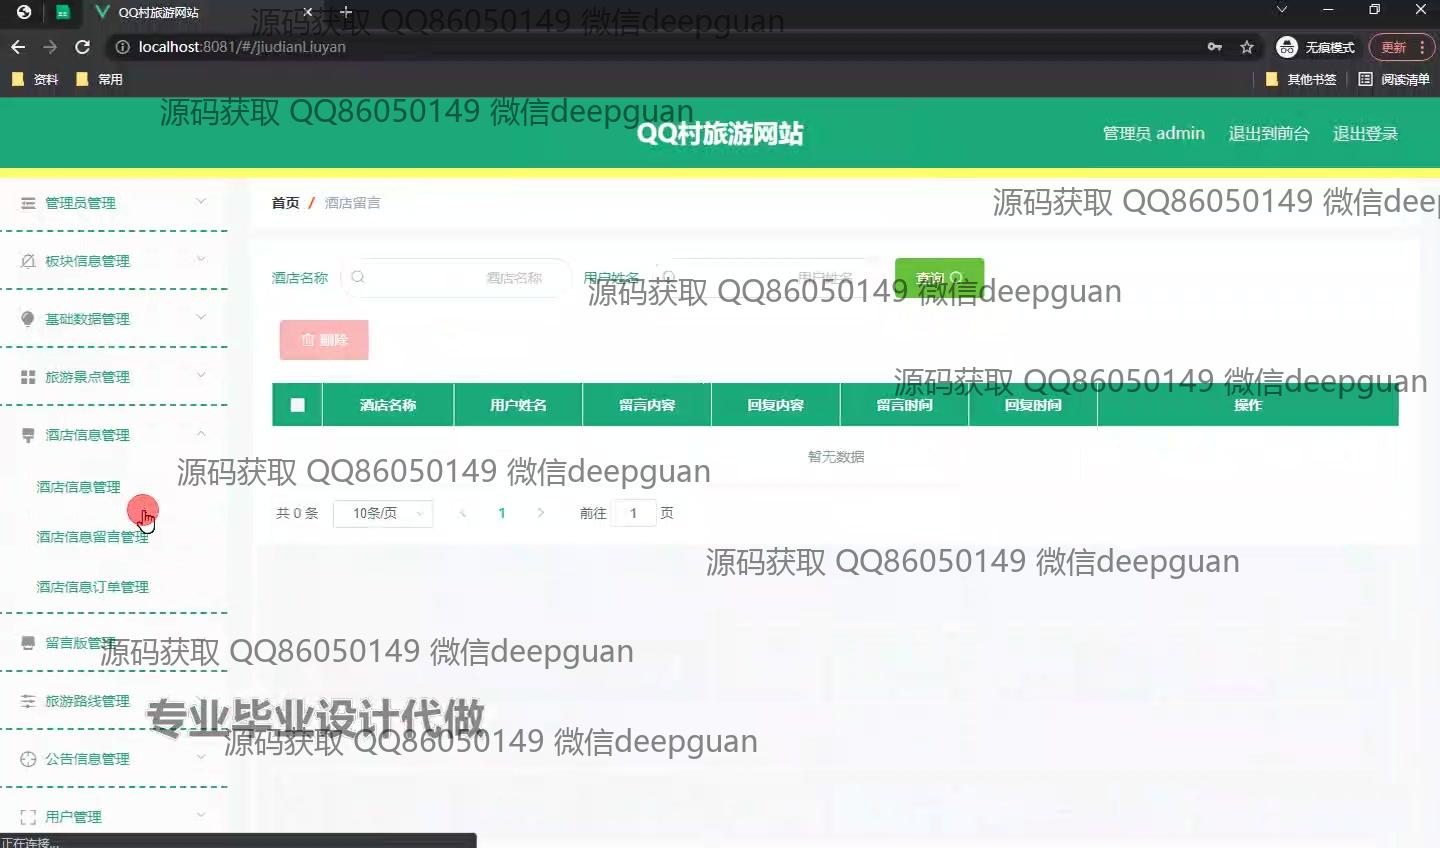 QQ村旅游网站
源码获取 QQ86050149 微信deepguan
localhost:8081/#/jiudianLiuyan
无痕模式
更新
资料
常用
其他书签
阅读清单
源码获取 QQ86050149 微信deepguan
QQ村旅游网站
管理员 admin
退出到前台
退出登录
管理员管理
首页 / 酒店留言
源码获取 QQ86050149 微信deep
板块信息管理
酒店名称
酒店名称
用户姓名
用户姓名
查询
源码获取 QQ86050149 微信deepguan
基础数据管理
删除
旅游景点管理
源码获取 QQ86050149 微信deepguan
酒店名称 用户姓名 留言内容 回复内容 留言时间 回复时间 操作
酒店信息管理
暂无数据
源码获取 QQ86050149 微信deepguan
酒店信息管理
共 0 条 10条/页 1 前往 1 页
酒店信息留言管理
源码获取 QQ86050149 微信deepguan
酒店信息订单管理
留言版管理
源码获取 QQ86050149 微信deepguan
旅游路线管理
专业毕业设计代做
源码获取 QQ86050149 微信deepguan
公告信息管理
用户管理
正在连接...